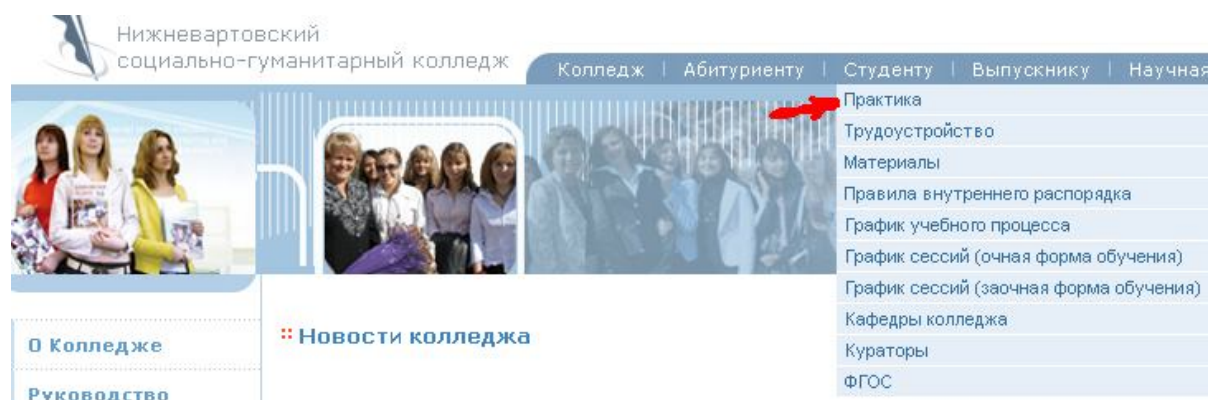 Нижневартовский
социально-гуманитарный колледж
Колледж | Абитуриенту | Студенту | Выпускнику | Научная
Практика
Трудоустройство
Материалы
Правила внутреннего распорядка
График учебного процесса
График сессий (очная форма обучения)
График сессий (заочная форма обучения)
Кафедры колледжа
Кураторы
ФГОС
Новости колледжа
О Колледже
Руководство